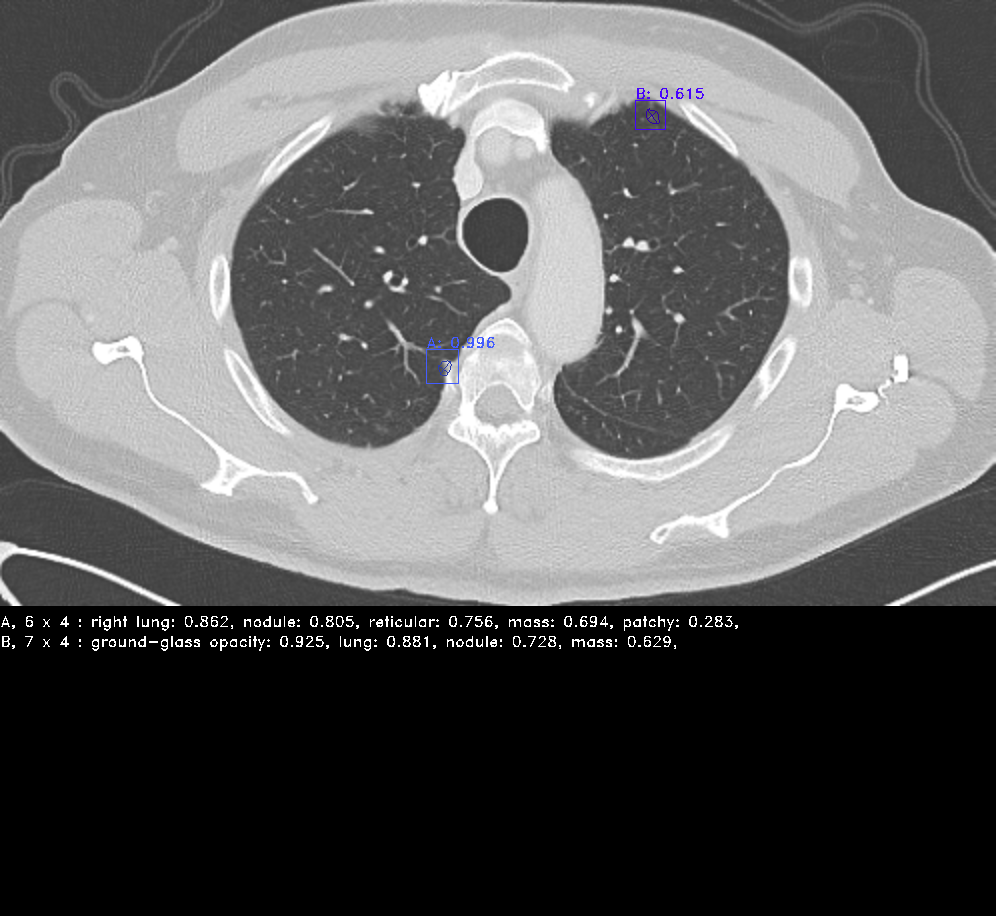 B: 0.615
A: 0.996
A, 6 x 4 : right lung: 0.862, nodule: 0.805, reticular: 0.756, mass: 0.694, patchy: 0.283,
B, 7 x 4 : ground-glass opacity: 0.925, lung: 0.881, nodule: 0.728, mass: 0.629,